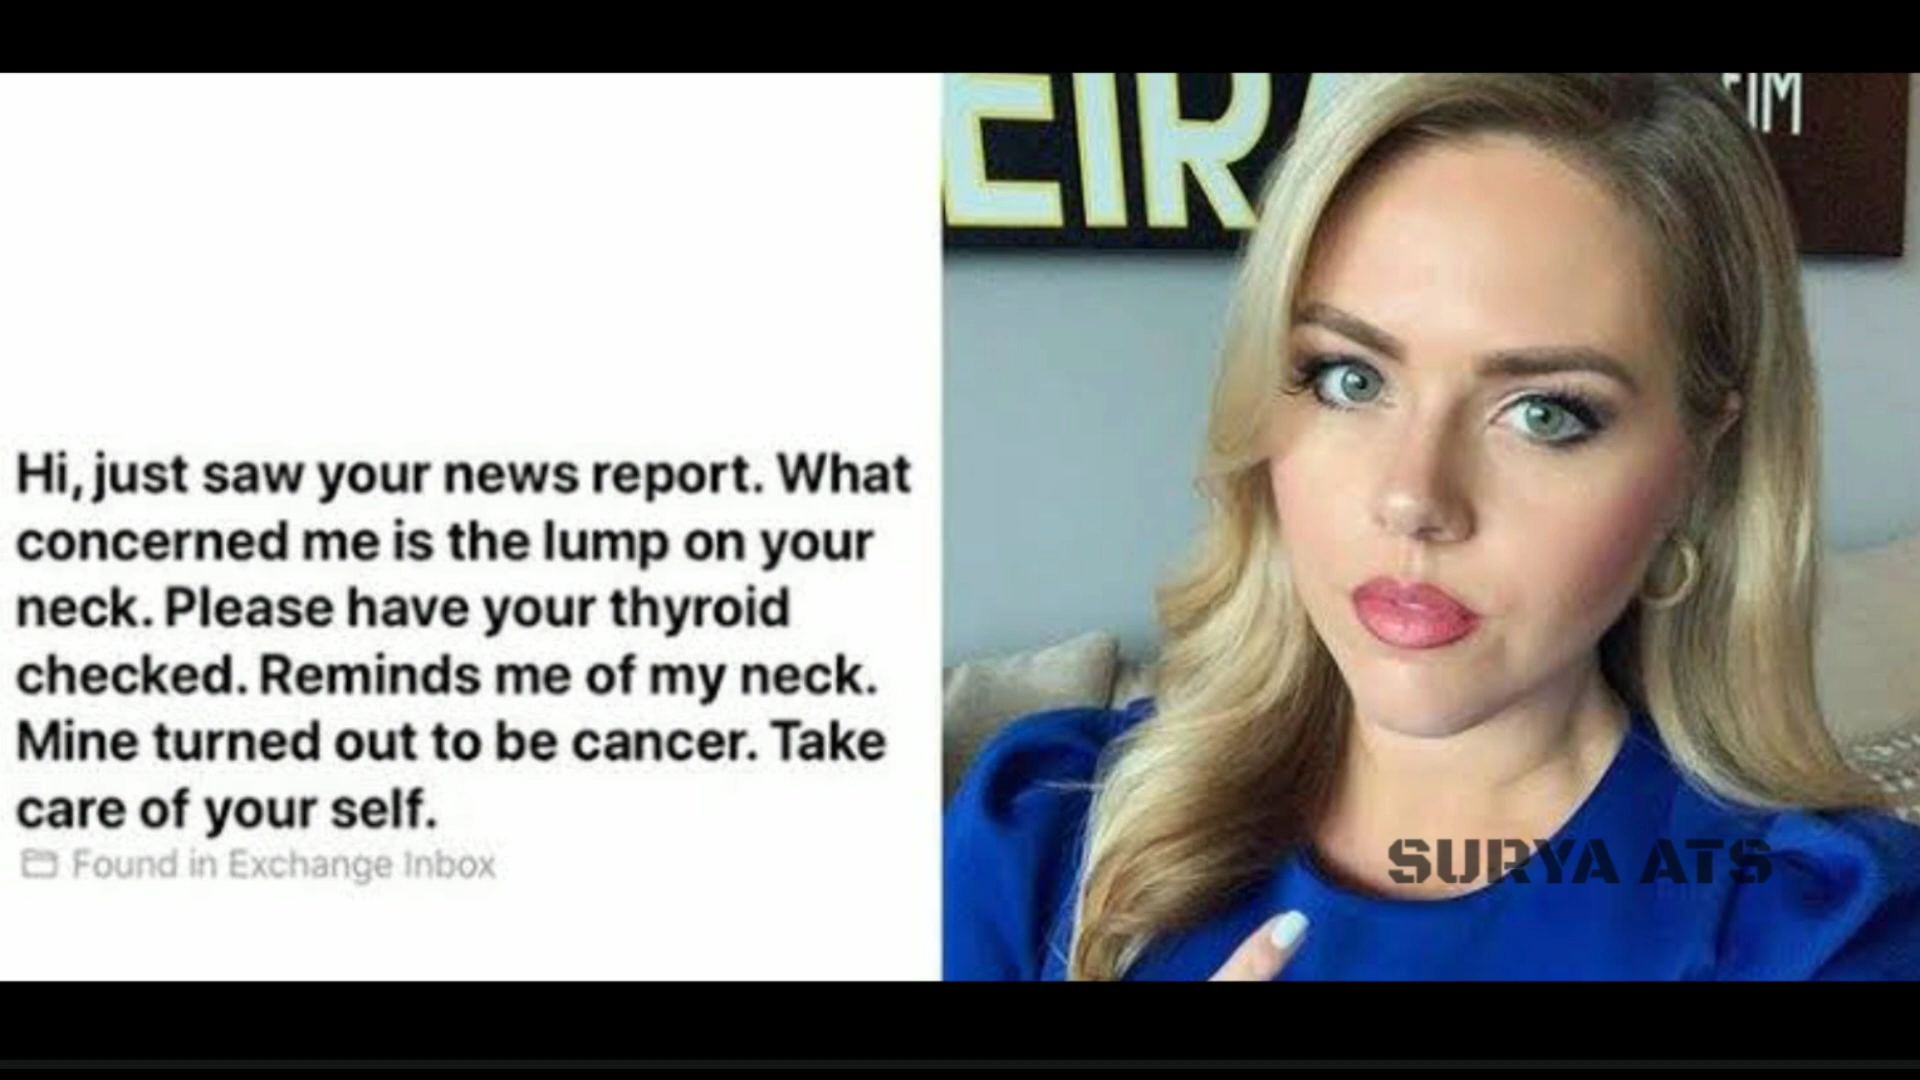 EIR
EIM
Hi, just saw your news report. What
concerned me is the lump on your
neck. Please have your thyroid
checked. Reminds me of my neck.
Mine turned out to be cancer. Take
care of your self.
Found in Exchange Inbox
SURYA ATS